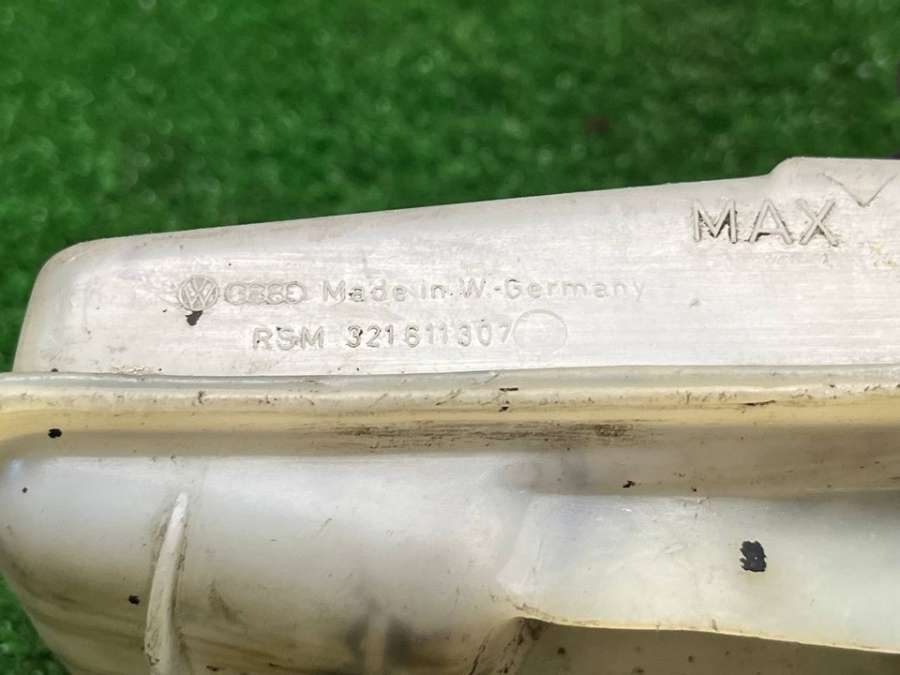 MAX
Made in W.-Germany
RSM 321611307